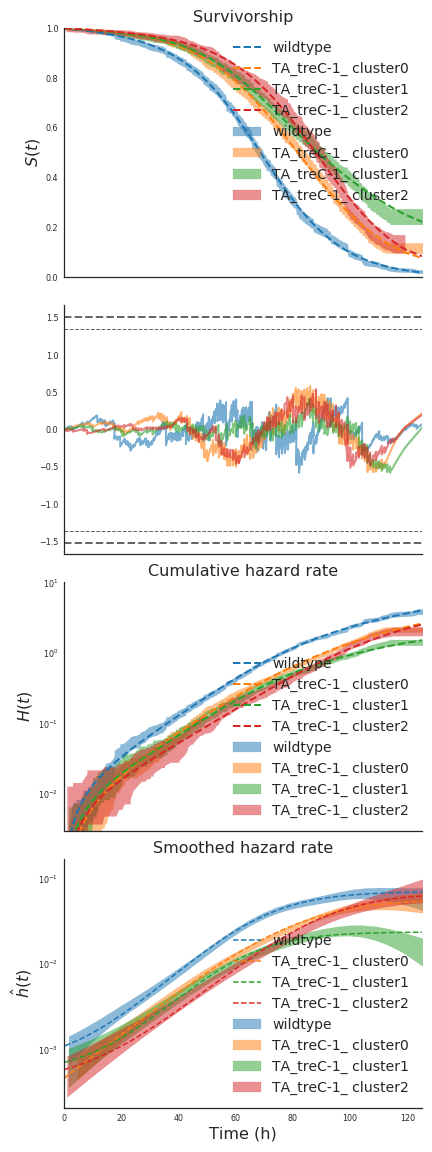 Survivorship
1.0
0.8
0.6
0.4
0.2
0.0
S(t)
wildtype
TA_treC-1_ cluster0
TA_treC-1_ cluster1
TA_treC-1_ cluster2
wildtype
TA_treC-1_ cluster0
TA_treC-1_ cluster1
TA_treC-1_ cluster2
1.5
1.0
0.5
0.0
−0.5
−1.0
−1.5
Cumulative hazard rate
10¹
10⁰
10⁻¹
10⁻²
H(t)
wildtype
TA_treC-1_ cluster0
TA_treC-1_ cluster1
TA_treC-1_ cluster2
wildtype
TA_treC-1_ cluster0
TA_treC-1_ cluster1
TA_treC-1_ cluster2
Smoothed hazard rate
10⁻¹
10⁻²
10⁻³
ĥ(t)
wildtype
TA_treC-1_ cluster0
TA_treC-1_ cluster1
TA_treC-1_ cluster2
wildtype
TA_treC-1_ cluster0
TA_treC-1_ cluster1
TA_treC-1_ cluster2
0 20 40 60 80 100 120
Time (h)